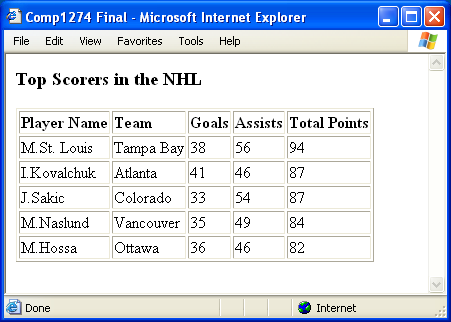 Comp1274 Final - Microsoft Internet Explorer
File Edit View Favorites Tools Help
Top Scorers in the NHL
Player Name Team Goals Assists Total Points
M.St. Louis Tampa Bay 38 56 94
I.Kovalchuk Atlanta 41 46 87
J.Sakic Colorado 33 54 87
M.Naslund Vancouver 35 49 84
M.Hossa Ottawa 36 46 82
Done Internet